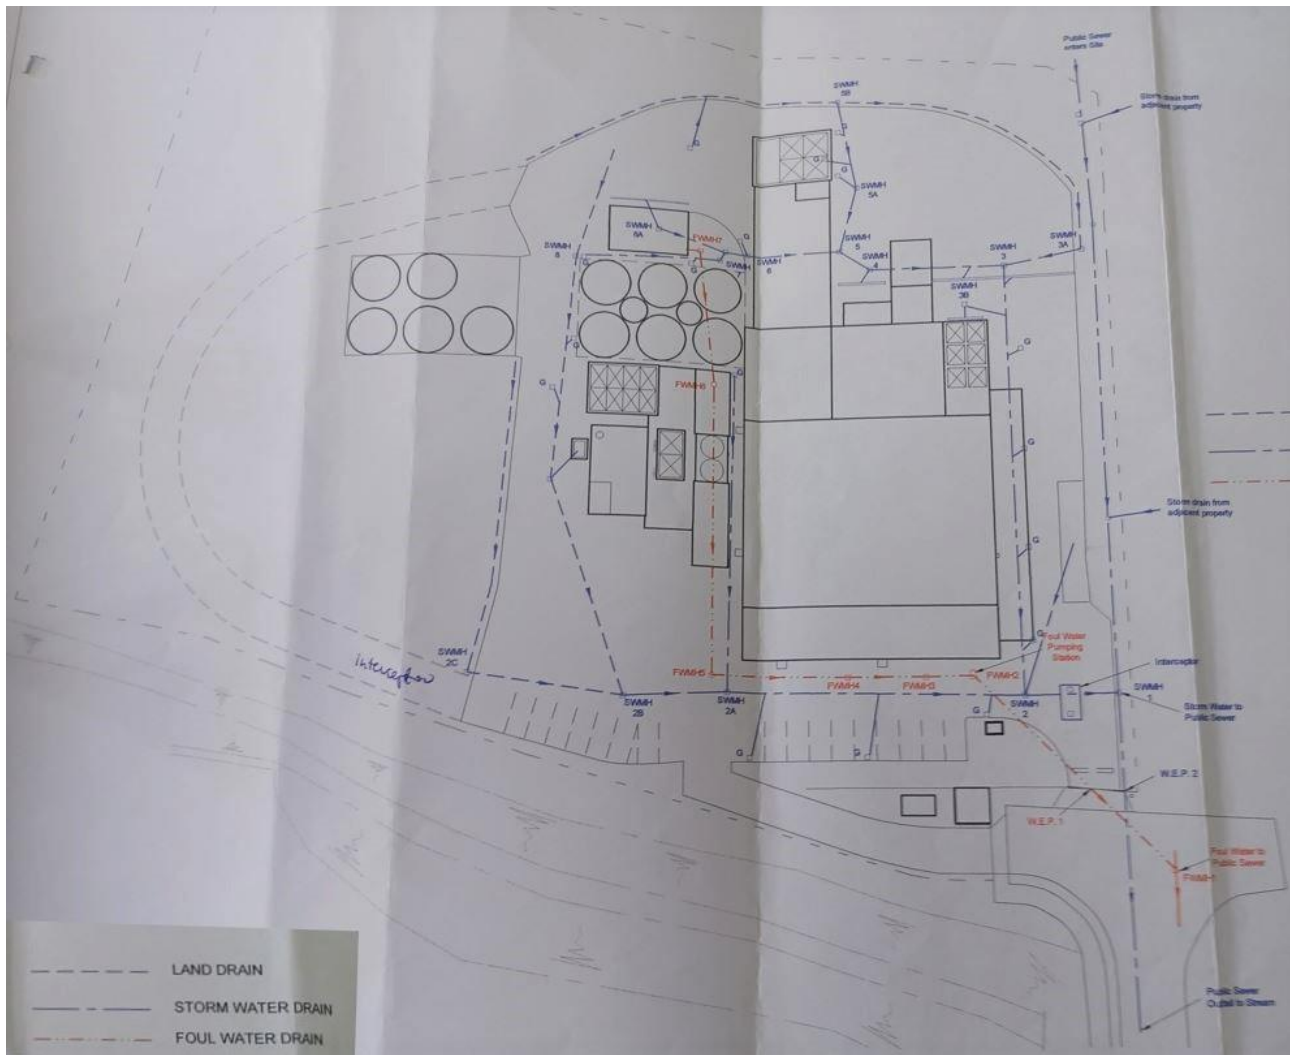 Public Sewer
enters Site
Storm drain from
adjacent property
SWMH
5B
G
G
G
G
SWMH
5A
SWMH
6A
FWMH7
G
SWMH
8
G
G
SWMH
7
SWMH
6
SWMH
5
SWMH
4
SWMH
3
SWMH
3A
SWMH
3B
G
G
G
FWMH6
G
G
Storm drain from
adjacent property
G
G
Foul Water
Pumping
Station
Interceptor
interceptor
SWMH
2C
FWMH5
FWMH4
FWMH3
FWMH2
SWMH
2B
SWMH
2A
G
SWMH
2
SWMH
1
Storm Water to
Public Sewer
G
G
W.E.P. 2
W.E.P. 1
Foul Water to
Public Sewer
FWMH1
Public Sewer
Outfall to Stream
LAND DRAIN
STORM WATER DRAIN
FOUL WATER DRAIN